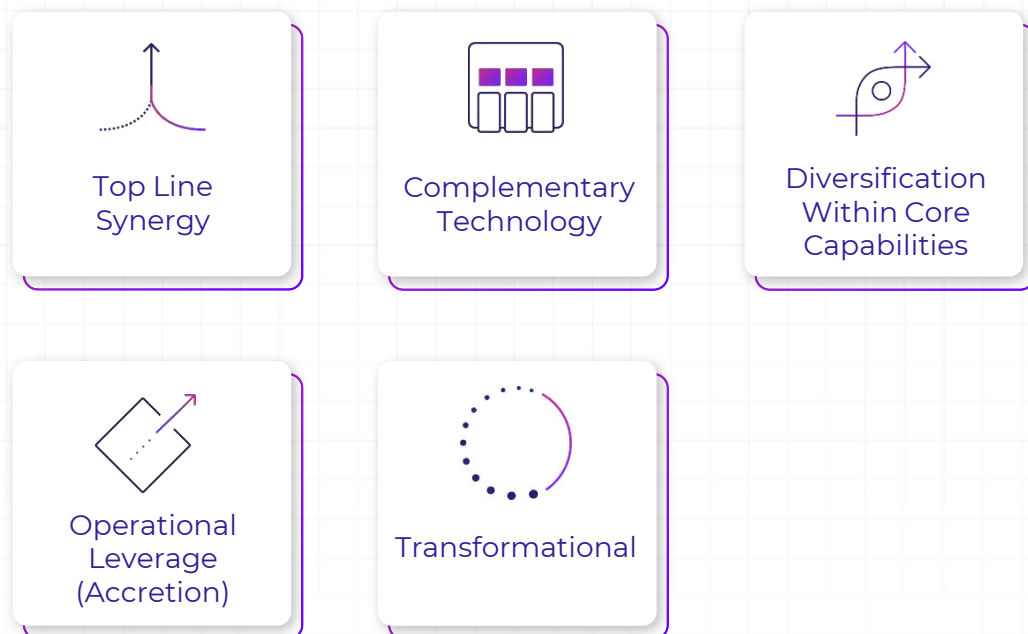 Top Line
Synergy
Complementary
Technology
Diversification
Within Core
Capabilities
Operational
Leverage
(Accretion)
Transformational